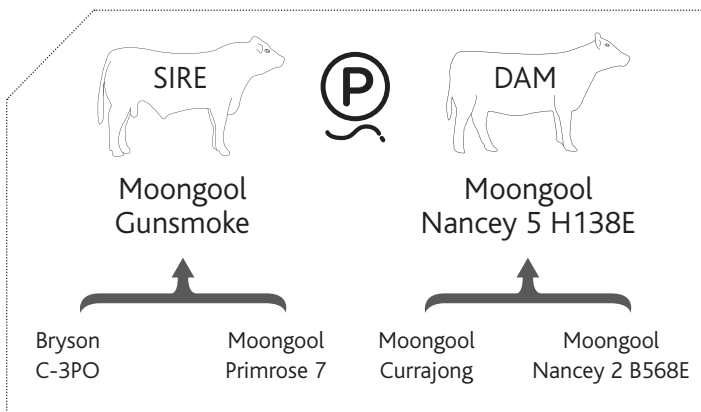 SIRE
P
DAM
Moongool
Gunsmoke
Moongool
Nancey 5 H138E
Bryson
C-3PO
Moongool
Primrose 7
Moongool
Currajong
Moongool
Nancey 2 B568E